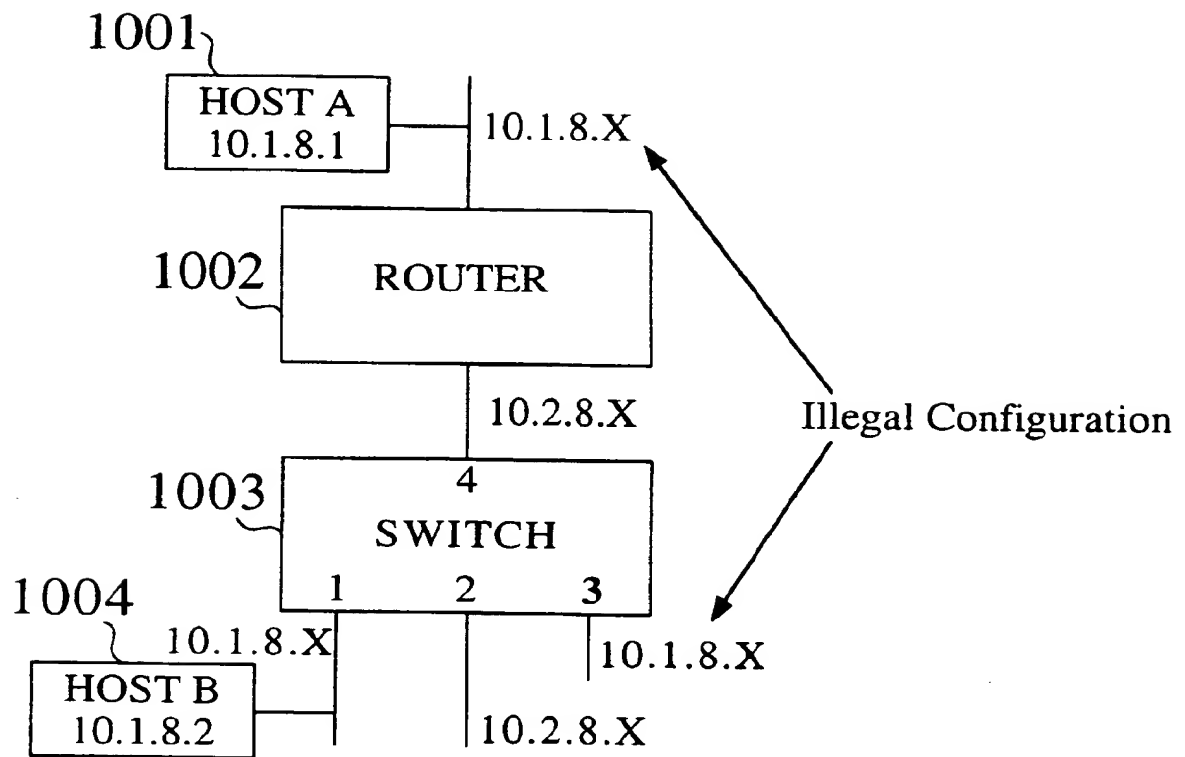 1001
HOST A
10.1.8.1
10.1.8.X
1002
ROUTER
10.2.8.X
Illegal Configuration
1003
4
SWITCH
1 2 3
1004
10.1.8.X
10.1.8.X
HOST B
10.1.8.2
10.2.8.X